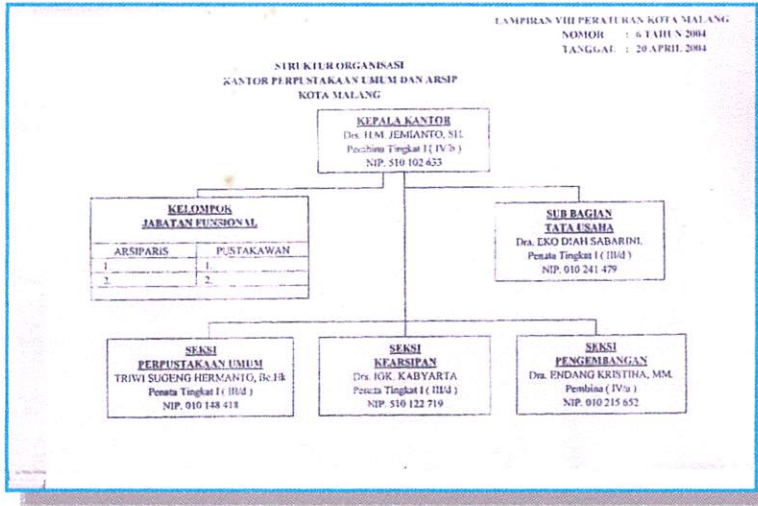 LAMPIRAN VIII PERATURAN KOTA MALANG
NOMOR : 6 TAHUN 2004
TANGGAL : 20 APRIL 2004
STRUKTUR ORGANISASI
KANTOR PERPUSTAKAAN UMUM DAN ARSIP
KOTA MALANG
KEPALA KANTOR
Drs. H.M. JEMIANTO, SH.
Pembina Tingkat I ( IV/b )
NIP. 510 102 633
KELOMPOK
JABATAN FUNSIONAL
ARSIPARIS PUSTAKAWAN
1. 1.
2. 2.
SUB BAGIAN
TATA USAHA
Dra. EKO DIAH SABARINI.
Penata Tingkat I ( III/d )
NIP. 010 241 479
SEKSI
PERPUSTAKAAN UMUM
TRIWI SUGENG HERMANTO, Bc.Hk
Penata Tingkat I ( III/d )
NIP. 010 148 418
SEKSI
KEARSIPAN
Drs. IGK. KABYARTA
Penata Tingkat I ( III/d )
NIP. 510 122 719
SEKSI
PENGEMBANGAN
Dra. ENDANG KRISTINA, MM.
Pembina ( IV/a )
NIP. 010 215 652